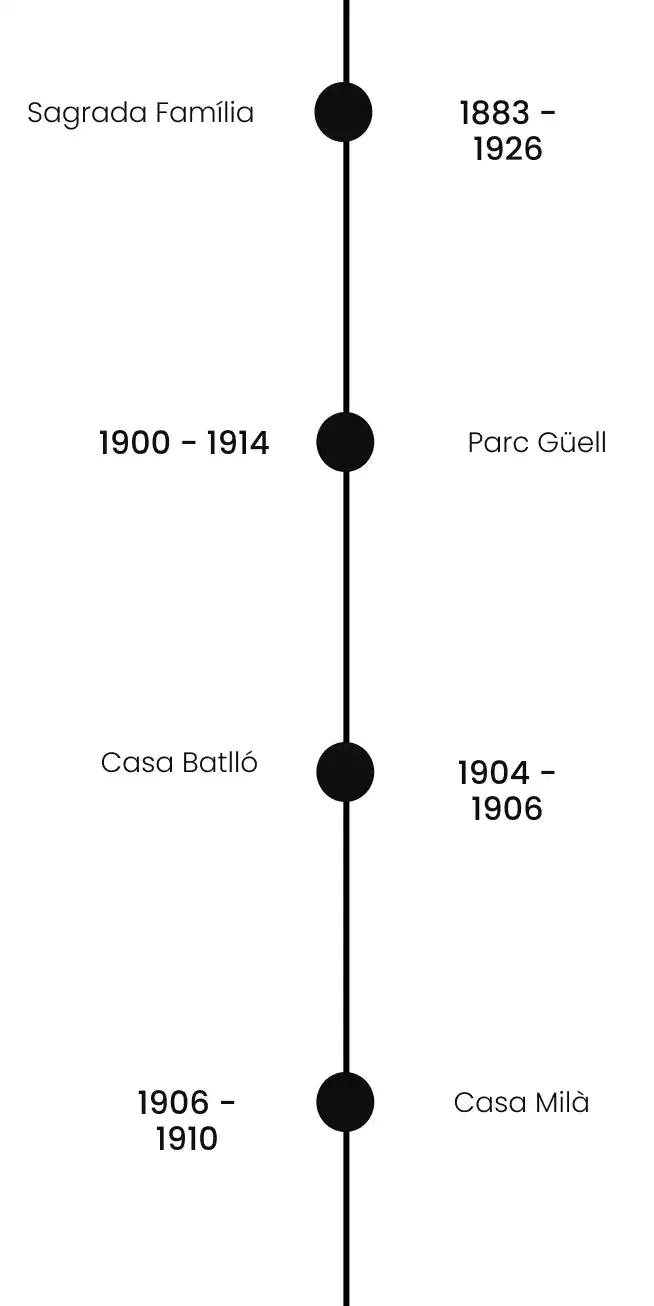 Sagrada Família
1883 -
1926
1900 - 1914
Parc Güell
Casa Batlló
1904 -
1906
1906 -
1910
Casa Milà